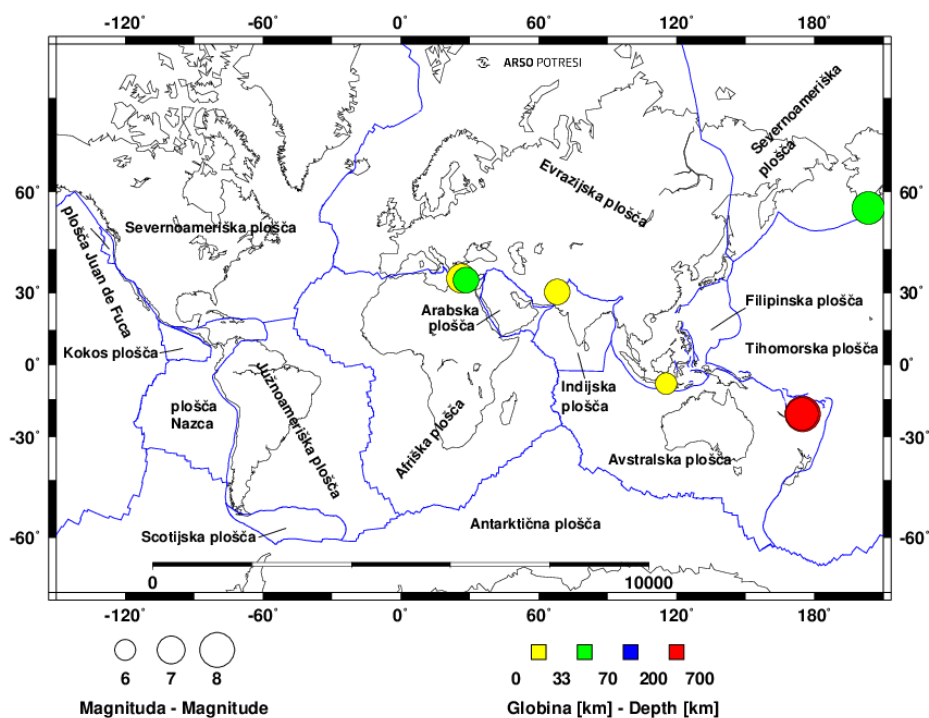 -120° -60° 0° 60° 120° 180°
ARSO POTRESI
60° 60°
30° 30°
0° 0°
-30° -30°
-60° -60°
Severnoameriška
plošča
Evrazijska plošča
Severnoameriška plošča
plošča Juan de Fuca
Arabska
plošča
Filipinska plošča
Kokos plošča
Tihomorska plošča
Indijska
plošča
plošča
Nazca
Južnoameriška plošča
Afriška plošča
Avstralska plošča
Scotijska plošča
Antarktična plošča
0 10000
-120° -60° 0° 60° 120° 180°
6 7 8
Magnituda - Magnitude
0 33 70 200 700
Globina [km] - Depth [km]